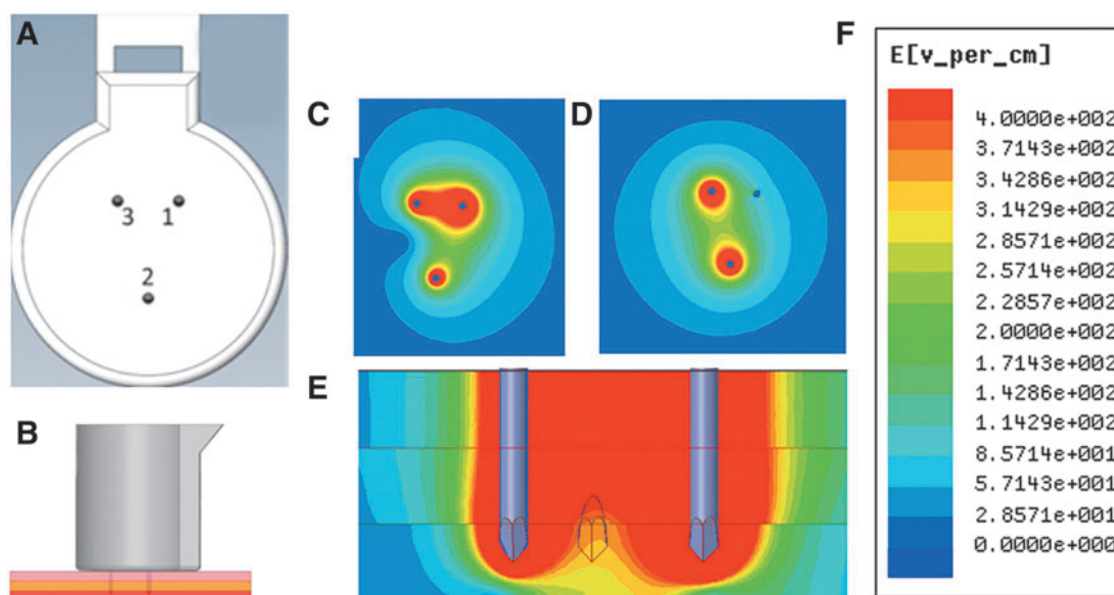 A
3
1
2
B
C
D
E
F
E[v_per_cm]
4.0000e+002
3.7143e+002
3.4286e+002
3.1429e+002
2.8571e+002
2.5714e+002
2.2857e+002
2.0000e+002
1.7143e+002
1.4286e+002
1.1429e+002
8.5714e+001
5.7143e+001
2.8571e+001
0.0000e+000